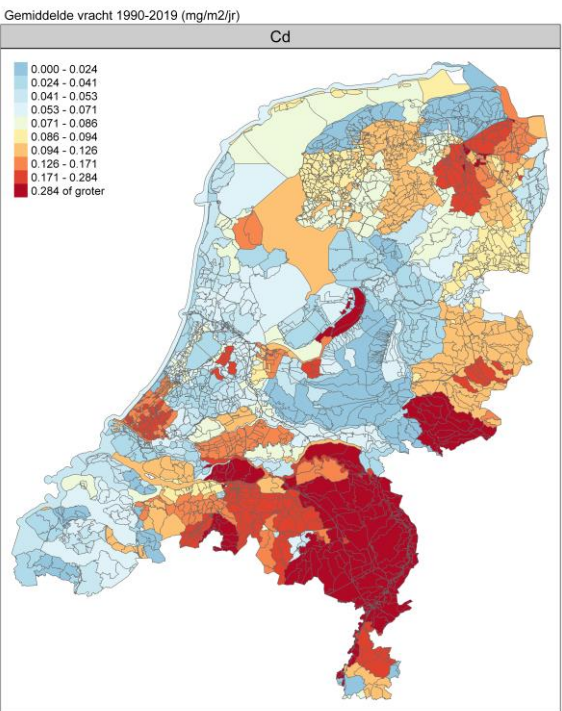 Gemiddelde vracht 1990-2019 (mg/m2/jr)
Cd
0.000 - 0.024
0.024 - 0.041
0.041 - 0.053
0.053 - 0.071
0.071 - 0.086
0.086 - 0.094
0.094 - 0.126
0.126 - 0.171
0.171 - 0.284
0.284 of groter